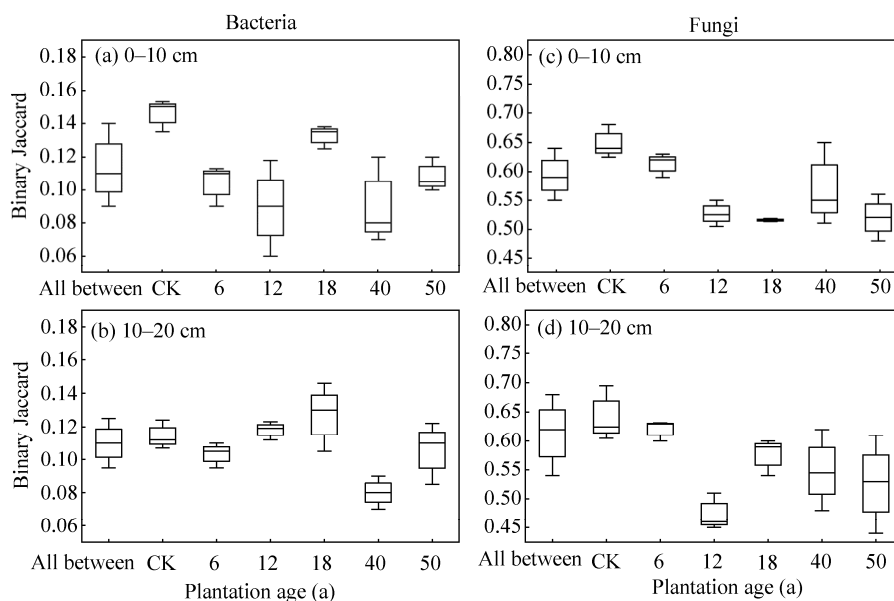 Bacteria
Fungi
(a) 0–10 cm
(c) 0–10 cm
Binary Jaccard
0.18
0.16
0.14
0.12
0.10
0.08
0.06
0.80
0.75
0.70
0.65
0.60
0.55
0.50
0.45
All between CK 6 12 18 40 50
All between CK 6 12 18 40 50
(b) 10–20 cm
(d) 10–20 cm
Binary Jaccard
0.18
0.16
0.14
0.12
0.10
0.08
0.06
0.80
0.75
0.70
0.65
0.60
0.55
0.50
0.45
All between CK 6 12 18 40 50
All between CK 6 12 18 40 50
Plantation age (a)
Plantation age (a)